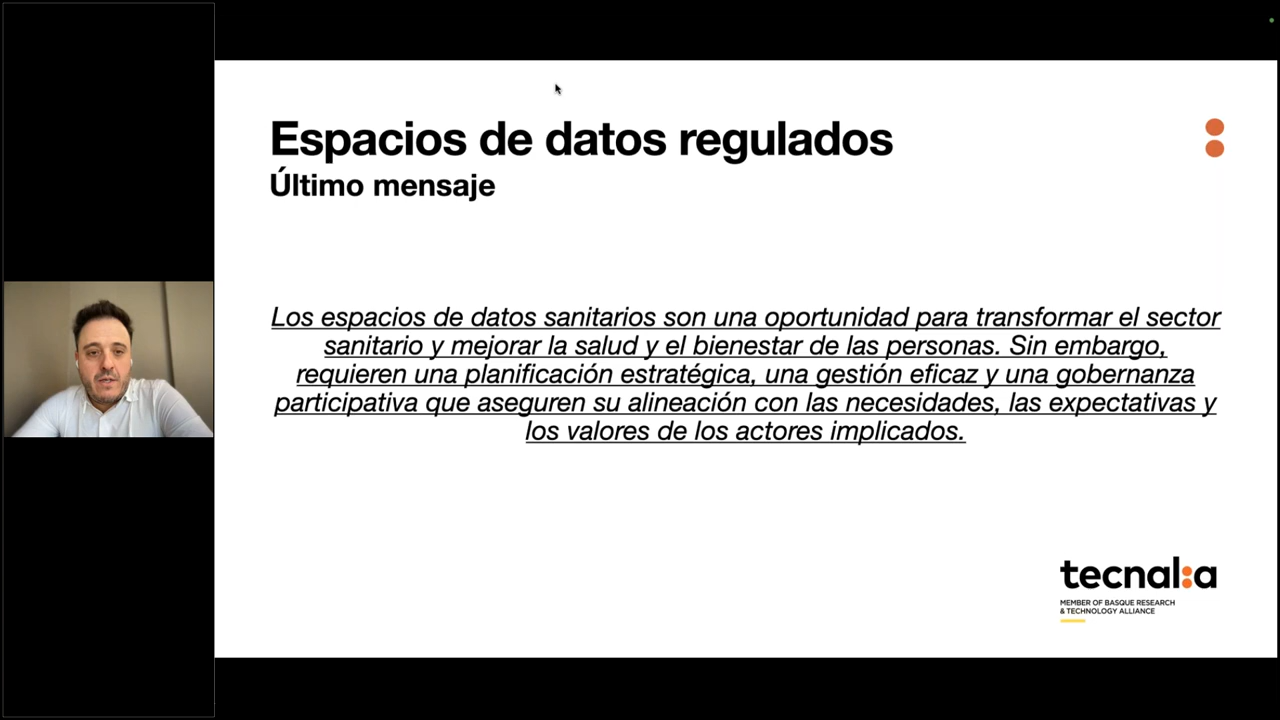 Espacios de datos regulados
Último mensaje
Los espacios de datos sanitarios son una oportunidad para transformar el sector
sanitario y mejorar la salud y el bienestar de las personas. Sin embargo,
requieren una planificación estratégica, una gestión eficaz y una gobernanza
participativa que aseguren su alineación con las necesidades, las expectativas y
los valores de los actores implicados.
tecnal:a
MEMBER OF BASQUE RESEARCH
& TECHNOLOGY ALLIANCE